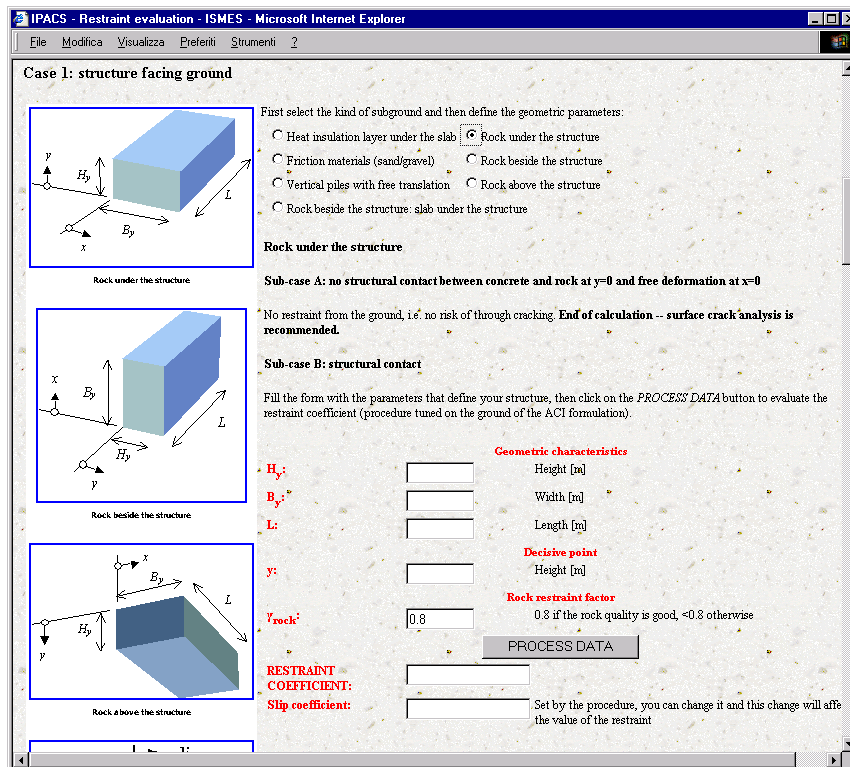 IPACS - Restraint evaluation - ISMES - Microsoft Internet Explorer
File Modifica Visualizza Preferiti Strumenti ?
Case 1: structure facing ground
First select the kind of subground and then define the geometric parameters:
Heat insulation layer under the slab Rock under the structure
Friction materials (sand/gravel) Rock beside the structure
Vertical piles with free translation Rock above the structure
Rock beside the structure: slab under the structure
y
Hy
L
By
x
Rock under the structure
Rock under the structure
Sub-case A: no structural contact between concrete and rock at y=0 and free deformation at x=0
No restraint from the ground, i.e. no risk of through cracking. End of calculation -- surface crack analysis is
recommended.
Sub-case B: structural contact
Fill the form with the parameters that define your structure, then click on the PROCESS DATA button to evaluate the
restraint coefficient (procedure tuned on the ground of the ACI formulation).
x
By
L
Hy
y
Rock beside the structure
Geometric characteristics
Hy: Height [m]
By: Width [m]
L: Length [m]
Decisive point
y: Height [m]
Rock restraint factor
γrock: 0.8 0.8 if the rock quality is good, <0.8 otherwise
PROCESS DATA
RESTRAINT
COEFFICIENT:
Slip coefficient: Set by the procedure, you can change it and this change will affe
the value of the restraint
x
By
L
Hy
y
Rock above the structure